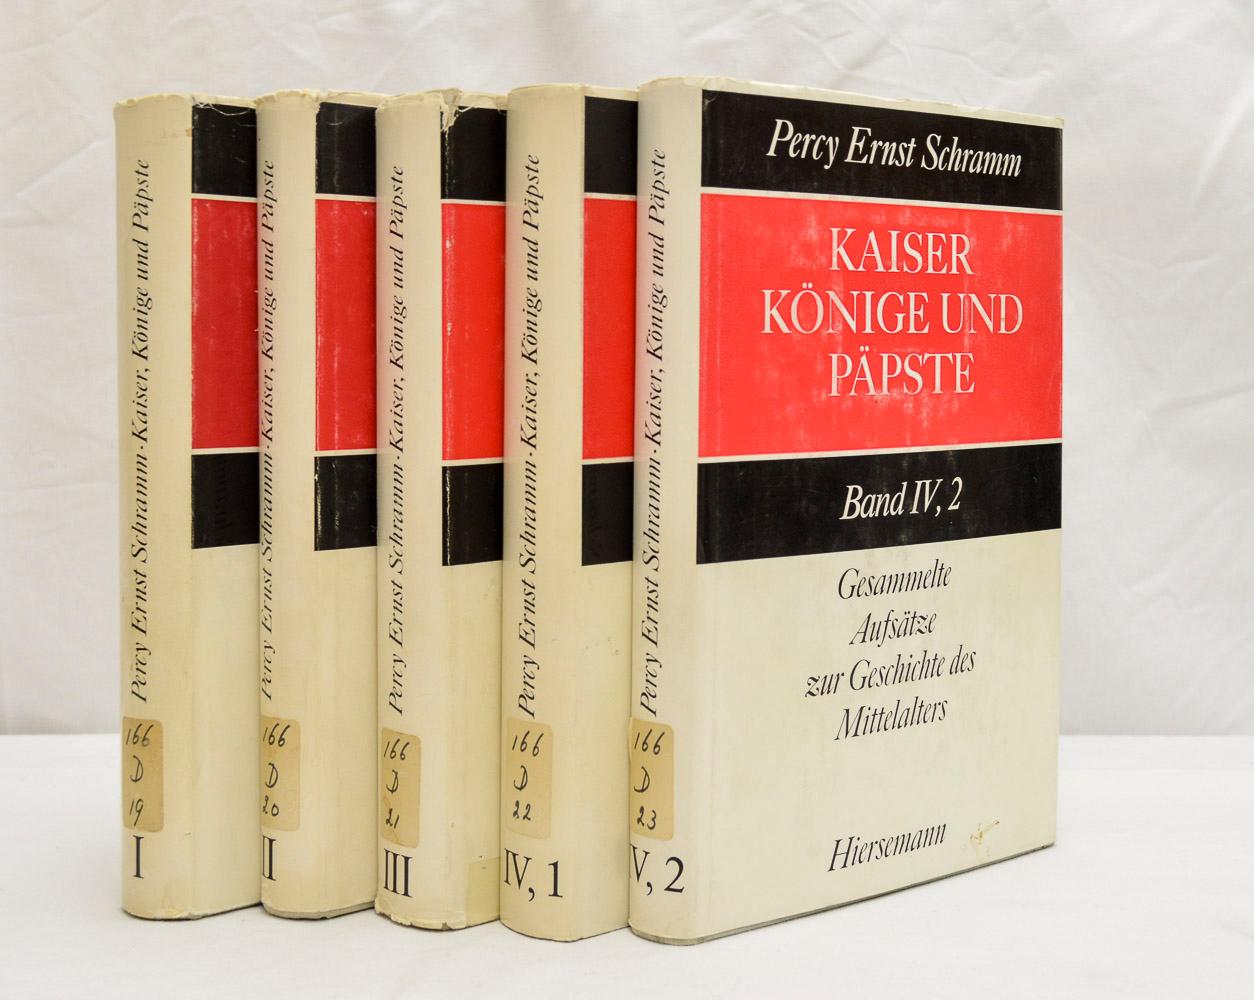 Percy Ernst Schramm · Kaiser, Könige und Päpste
166
D
19
I
Percy Ernst Schramm · Kaiser, Könige und Päpste
166
D
20
II
Percy Ernst Schramm · Kaiser, Könige und Päpste
166
D
21
III
Percy Ernst Schramm · Kaiser, Könige und Päpste
166
D
22
IV, 1
Percy Ernst Schramm · Kaiser, Könige und Päpste
166
D
23
V, 2
Percy Ernst Schramm
KAISER
KÖNIGE UND
PÄPSTE
Band IV, 2
Gesammelte
Aufsätze
zur Geschichte des
Mittelalters
Hiersemann